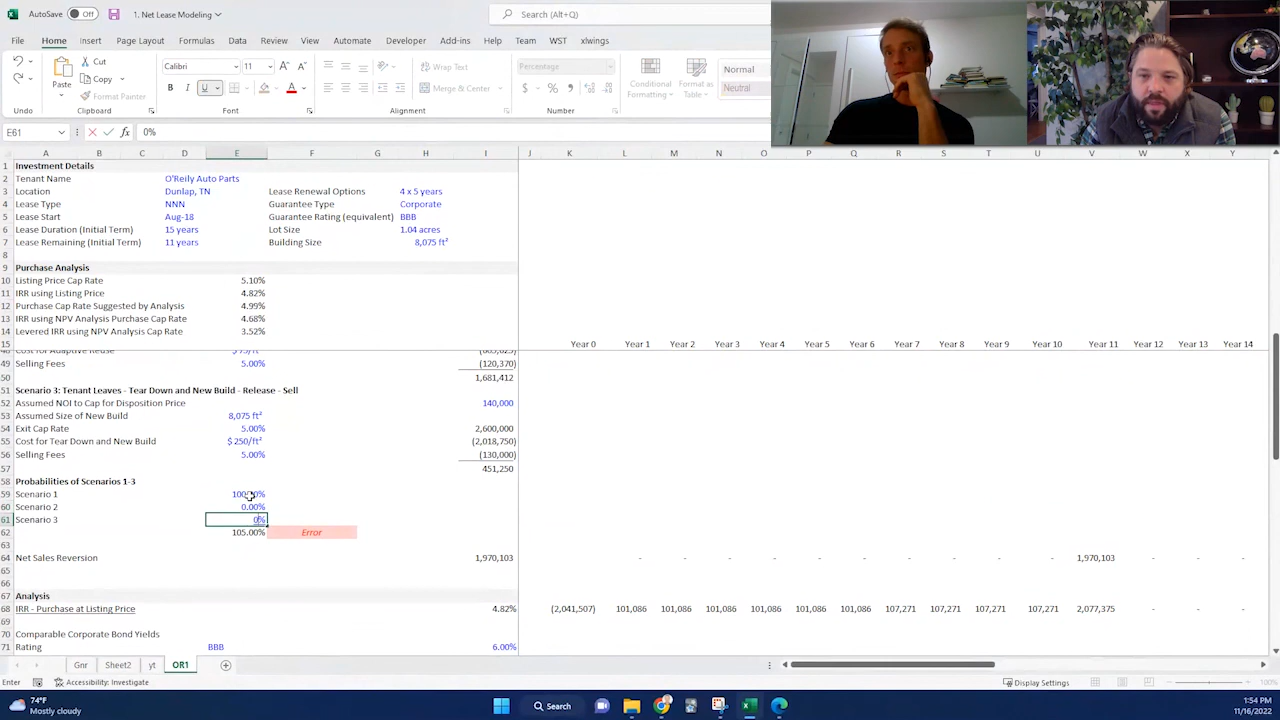 AutoSave Off 1. Net Lease Modeling Search (Alt+Q)
File Home Insert Page Layout Formulas Data Review View Automate Developer Add-ins Help Team xlwings
Cut
Copy
Format Painter
Paste
Calibri 11
B I U
Wrap Text
Merge & Center
Percentage
Conditional Formatting
Format as Table
Normal
Neutral
Undo Clipboard Font Alignment Number
E61 0%
A B C D E F G H I J K L M N O P Q R S T U V W X Y
1 Investment Details
2 Tenant Name O'Reily Auto Parts
3 Location Dunlap, TN Lease Renewal Options 4 x 5 years
4 Lease Type NNN Guarantee Type Corporate
5 Lease Start Aug-18 Guarantee Rating (equivalent) BBB
6 Lease Duration (Initial Term) 15 years Lot Size 1.04 acres
7 Lease Remaining (Initial Term) 11 years Building Size 8,075 ft²
8
9 Purchase Analysis
10 Listing Price Cap Rate 5.10%
11 IRR using Listing Price 4.82%
12 Purchase Cap Rate Suggested by Analysis 4.99%
13 IRR using NPV Analysis Purchase Cap Rate 4.68%
14 Levered IRR using NPV Analysis Cap Rate 3.52%
15 Year 0 Year 1 Year 2 Year 3 Year 4 Year 5 Year 6 Year 7 Year 8 Year 9 Year 10 Year 11 Year 12 Year 13 Year 14
49 Selling Fees 5.00% (120,370)
50 1,681,412
51 Scenario 3: Tenant Leaves - Tear Down and New Build - Release - Sell
52 Assumed NOI to Cap for Disposition Price 140,000
53 Assumed Size of New Build 8,075 ft²
54 Exit Cap Rate 5.00% 2,600,000
55 Cost for Tear Down and New Build $ 250/ft² (2,018,750)
56 Selling Fees 5.00% (130,000)
57 451,250
58 Probabilities of Scenarios 1-3
59 Scenario 1
60 Scenario 2 0.00%
61 Scenario 3 0%
62 105.00% Error
63
64 Net Sales Reversion 1,970,103 - - - - - - - - - - 1,970,103 - - -
65
66
67 Analysis
68 IRR - Purchase at Listing Price 4.82% (2,041,507) 101,086 101,086 101,086 101,086 101,086 101,086 107,271 107,271 107,271 107,271 2,077,375 - - -
69
70 Comparable Corporate Bond Yields
71 Rating BBB 6.00%
Gnr Sheet2 yt OR1
Enter Accessibility: Investigate Display Settings 100%
74°F
Mostly cloudy
Search
1:54 PM
11/16/2022